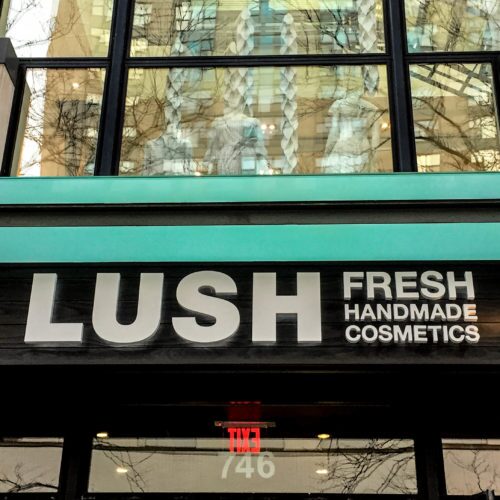 LUSH
FRESH
HANDMADE
COSMETICS
EXIT
746